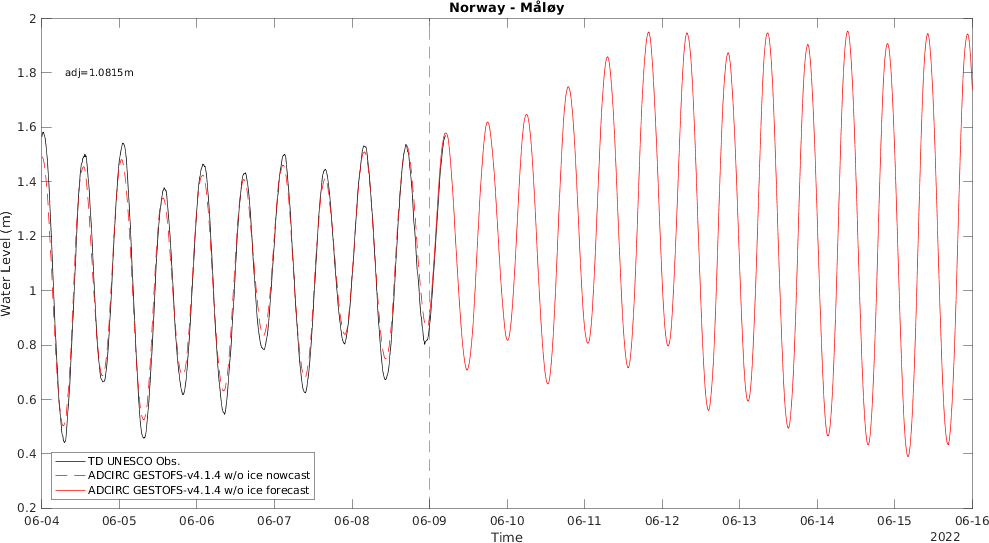 Norway - Måløy
2
1.8
1.6
1.4
1.2
1
0.8
0.6
0.4
0.2
Water Level (m)
adj=1.0815m
TD UNESCO Obs.
ADCIRC GESTOFS-v4.1.4 w/o ice nowcast
ADCIRC GESTOFS-v4.1.4 w/o ice forecast
06-04 06-05 06-06 06-07 06-08 06-09 06-10 06-11 06-12 06-13 06-14 06-15 06-16
Time
2022